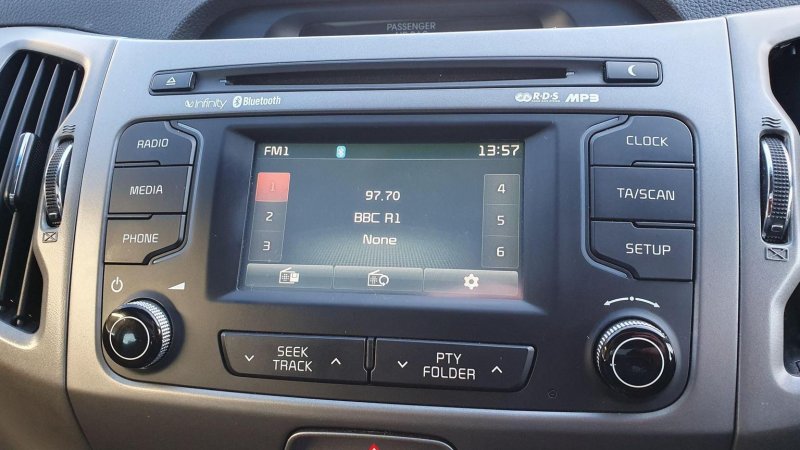 PASSENGER
Infinity Bluetooth
R·D·S MP3
RADIO
MEDIA
PHONE
FM1 13:57
1
2
3
97.70
BBC R1
None
4
5
6
CLOCK
TA/SCAN
SETUP
SEEK
TRACK
PTY
FOLDER